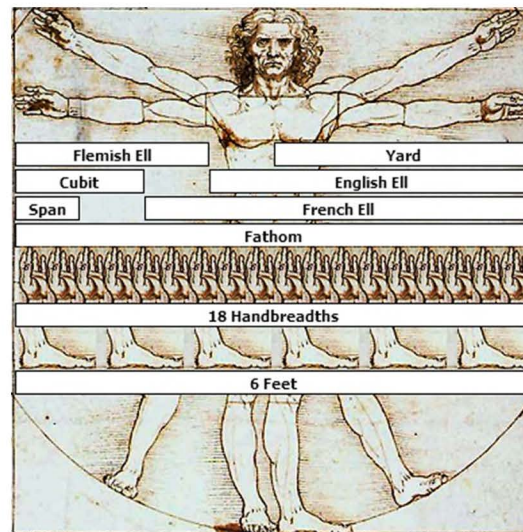 Flemish Ell Yard
Cubit English Ell
Span French Ell
Fathom
18 Handbreadths
6 Feet